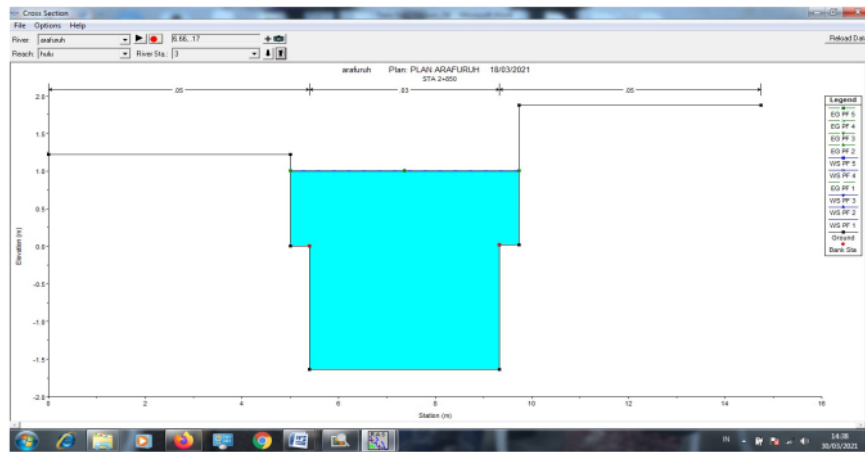 Cross Section
File Options Help
River: arafuruh 6.66, .17 Reload Data
Reach: hulu River Sta.: 3
arafuruh Plan: PLAN ARAFURUH 18/03/2021
STA 2+850
.05 .03 .05
Legend
EG PF 5
EG PF 4
EG PF 3
EG PF 2
WS PF 5
WS PF 4
EG PF 1
WS PF 3
WS PF 2
WS PF 1
Ground
Bank Sta
Elevation (m)
2.0
1.5
1.0
0.5
0.0
-0.5
-1.0
-1.5
-2.0
0 2 4 6 8 10 12 14 16
Station (m)
IN 14:38
30/03/2021